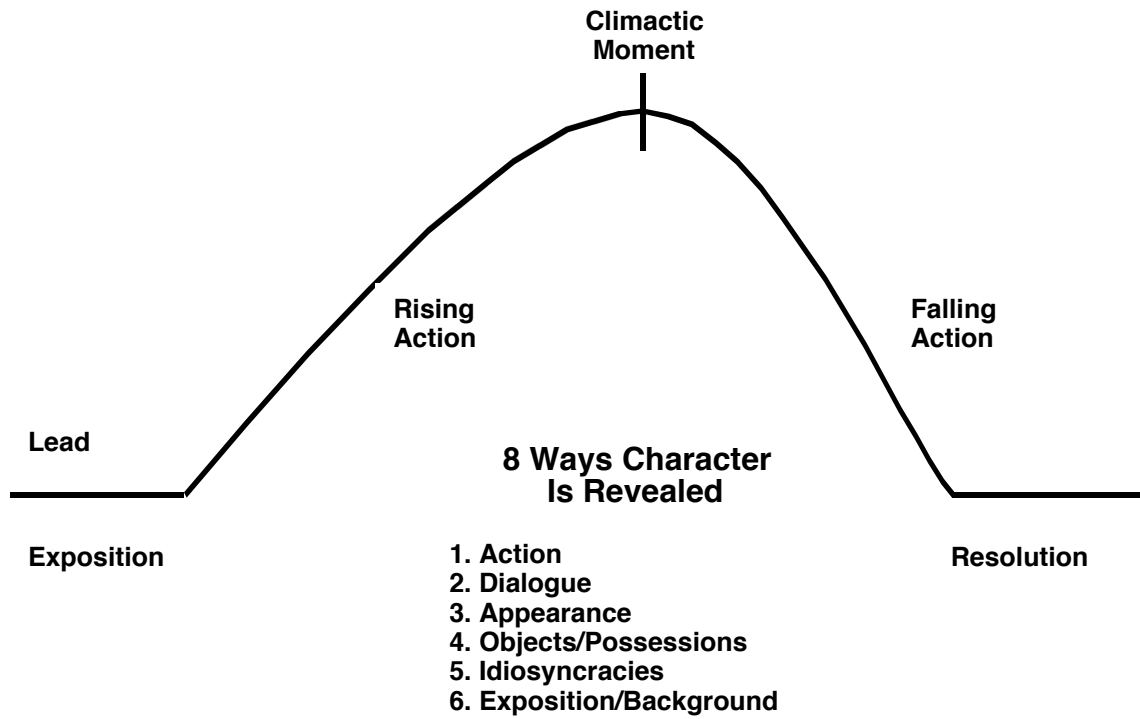 Climactic
Moment
Rising
Action
Falling
Action
Lead
8 Ways Character
Is Revealed
Exposition
Resolution
1. Action
2. Dialogue
3. Appearance
4. Objects/Possessions
5. Idiosyncracies
6. Exposition/Background